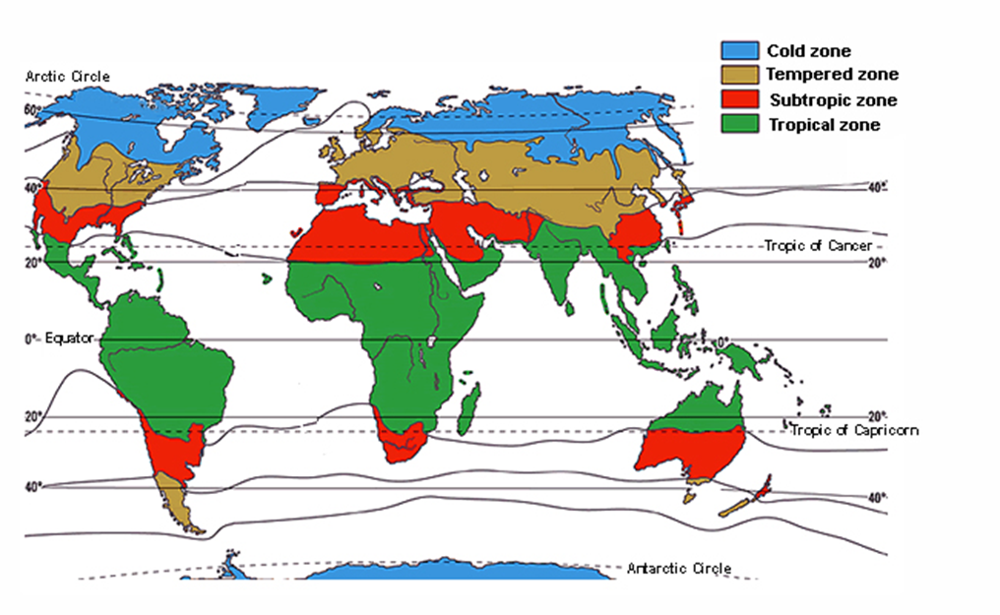 Cold zone
Tempered zone
Subtropic zone
Tropical zone
Arctic Circle
60°
40°
40°
Tropic of Cancer
20°
20°
0°
Equator
0°
20°
20°
Tropic of Capricorn
40°
40°
Antarctic Circle